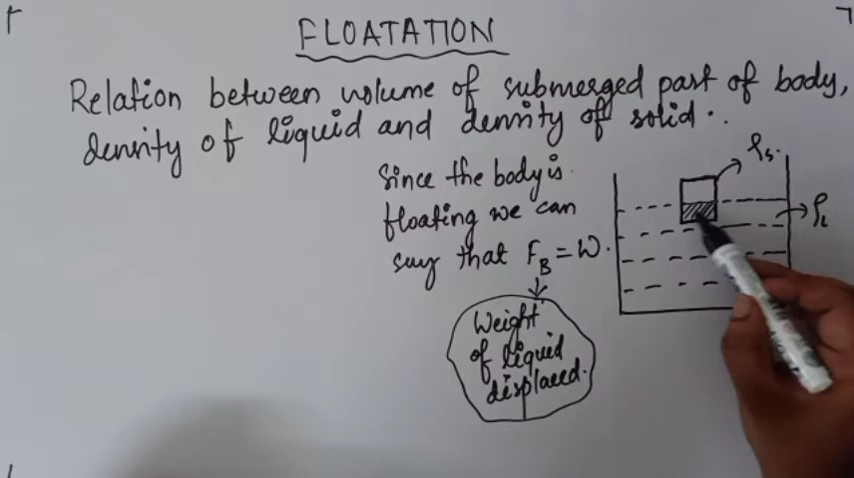 FLOATATION
Relation between volume of submerged part of body,
density of liquid and density of solid.
Since the body is
floating we can
say that F_B = W.
Weight
of liquid
displaced.
ρs.
ρL